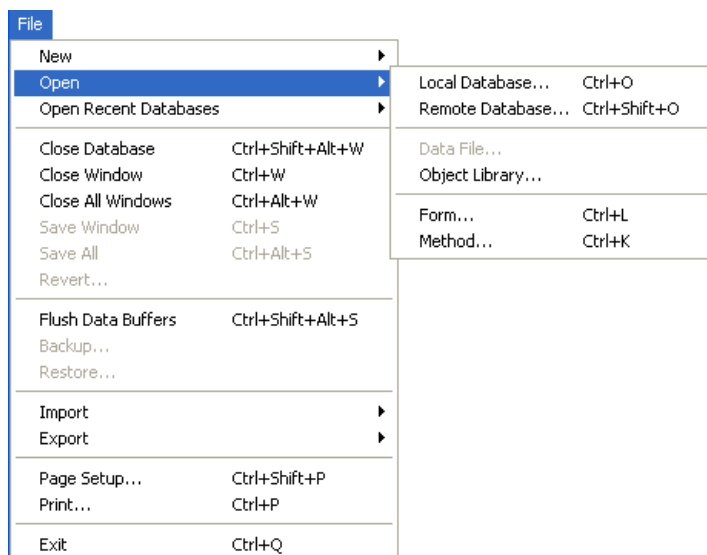 File
New
Open
Open Recent Databases
Close Database Ctrl+Shift+Alt+W
Close Window Ctrl+W
Close All Windows Ctrl+Alt+W
Save Window Ctrl+S
Save All Ctrl+Alt+S
Revert...
Flush Data Buffers Ctrl+Shift+Alt+S
Backup...
Restore...
Import
Export
Page Setup... Ctrl+Shift+P
Print... Ctrl+P
Exit Ctrl+Q
Local Database... Ctrl+O
Remote Database... Ctrl+Shift+O
Data File...
Object Library...
Form... Ctrl+L
Method... Ctrl+K